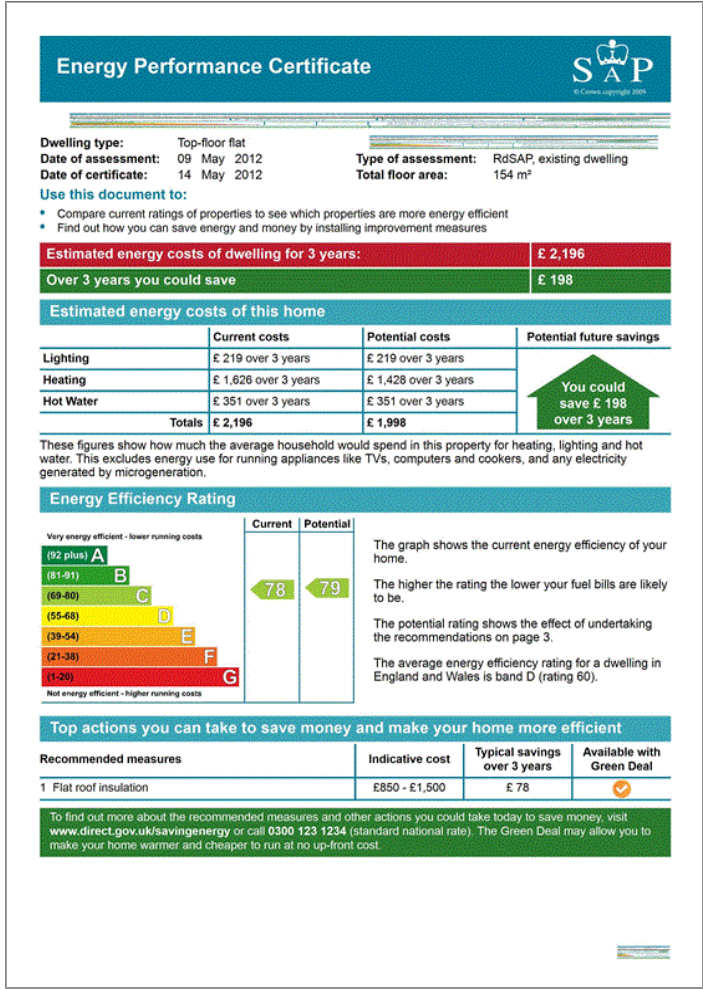 Energy Performance Certificate
SAP
© Crown copyright 2009
Dwelling type: Top-floor flat
Date of assessment: 09 May 2012
Type of assessment: RdSAP, existing dwelling
Date of certificate: 14 May 2012
Total floor area: 154 m²
Use this document to:
• Compare current ratings of properties to see which properties are more energy efficient
• Find out how you can save energy and money by installing improvement measures
Estimated energy costs of dwelling for 3 years: £ 2,196
Over 3 years you could save £ 198
Estimated energy costs of this home
Current costs Potential costs Potential future savings
Lighting £ 219 over 3 years £ 219 over 3 years
Heating £ 1,626 over 3 years £ 1,428 over 3 years
Hot Water £ 351 over 3 years £ 351 over 3 years
Totals £ 2,196 £ 1,998
You could
save £ 198
over 3 years
These figures show how much the average household would spend in this property for heating, lighting and hot
water. This excludes energy use for running appliances like TVs, computers and cookers, and any electricity
generated by microgeneration.
Energy Efficiency Rating
Current Potential
Very energy efficient - lower running costs
(92 plus) A
(81-91) B
(69-80) C
(55-68) D
(39-54) E
(21-38) F
(1-20) G
Not energy efficient - higher running costs
78 79
The graph shows the current energy efficiency of your
home.
The higher the rating the lower your fuel bills are likely
to be.
The potential rating shows the effect of undertaking
the recommendations on page 3.
The average energy efficiency rating for a dwelling in
England and Wales is band D (rating 60).
Top actions you can take to save money and make your home more efficient
Recommended measures
Indicative cost
Typical savings
over 3 years
Available with
Green Deal
1 Flat roof insulation £850 - £1,500 £ 78
To find out more about the recommended measures and other actions you could take today to save money, visit
www.direct.gov.uk/savingenergy or call 0300 123 1234 (standard national rate). The Green Deal may allow you to
make your home warmer and cheaper to run at no up-front cost.